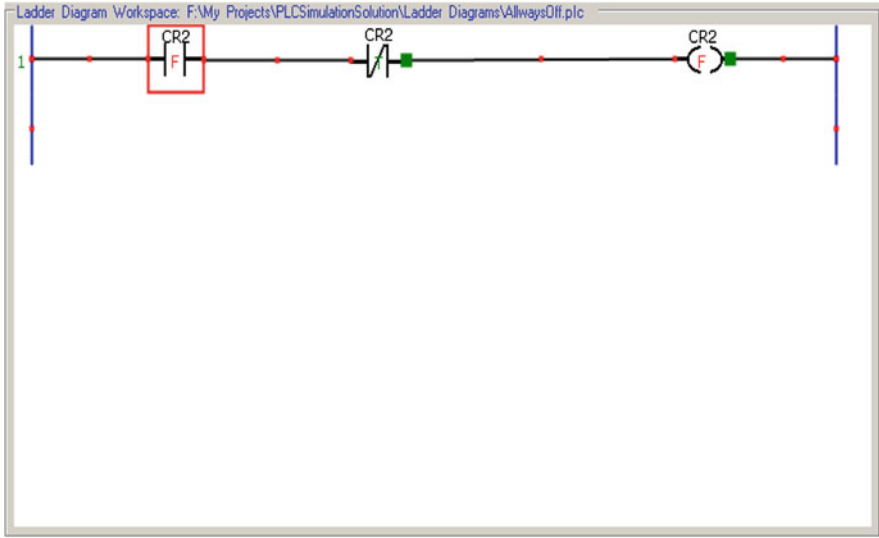 Ladder Diagram Workspace: F:\My Projects\PLCSimulationSolution\Ladder Diagrams\AllwaysOff.plc
CR2 CR2 CR2
1 F T F